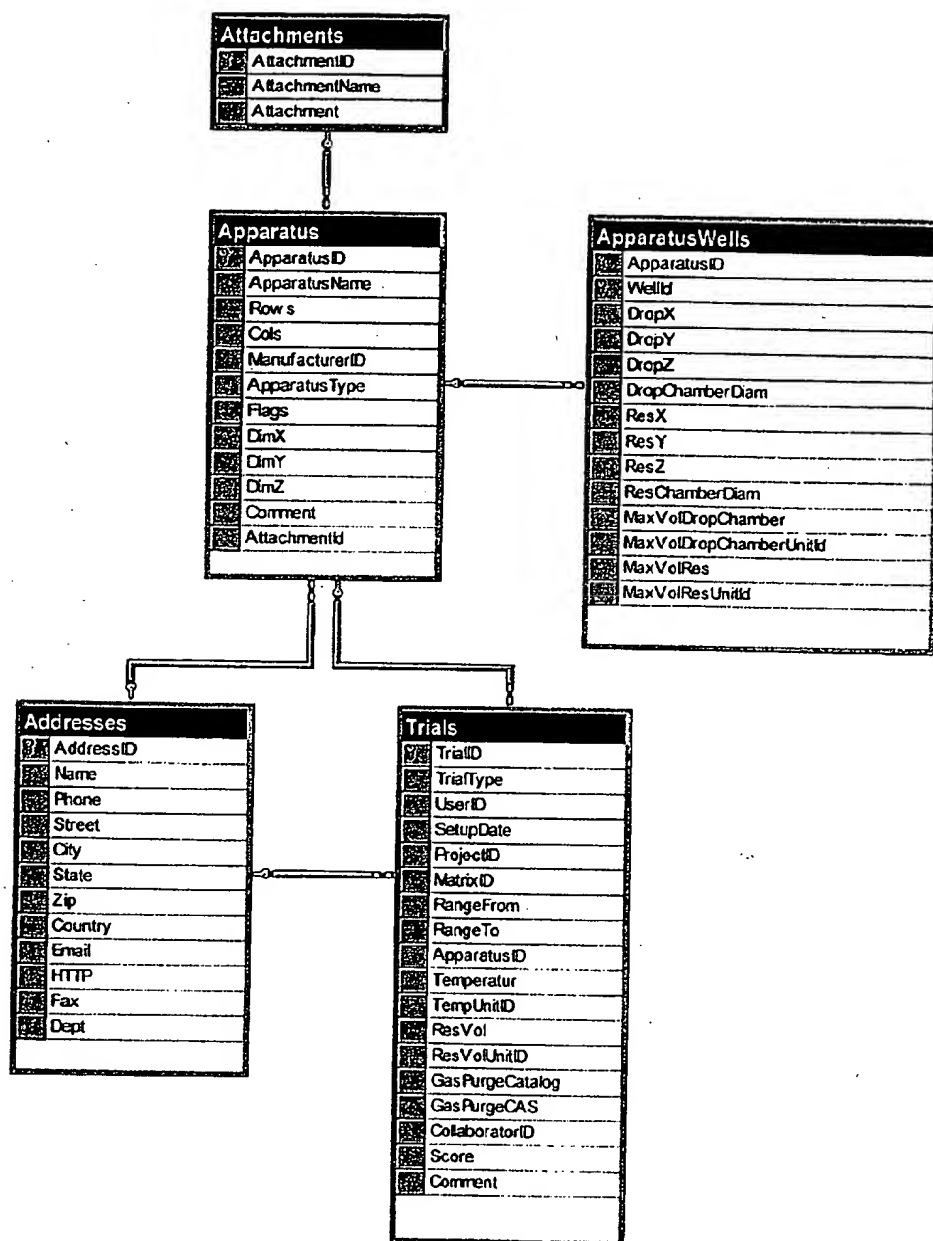 Attachments
AttachmentID
AttachmentName
Attachment
Apparatus
ApparatusID
ApparatusName
Rows
Cols
ManufacturerID
ApparatusType
Flags
DimX
DimY
DimZ
Comment
AttachmentId
ApparatusWells
ApparatusID
WellId
DropX
DropY
DropZ
DropChamberDiam
ResX
ResY
ResZ
ResChamberDiam
MaxVolDropChamber
MaxVolDropChamberUnitId
MaxVolRes
MaxVolResUnitId
Addresses
AddressID
Name
Phone
Street
City
State
Zip
Country
Email
HTTP
Fax
Dept
Trials
TrialID
TrialType
UserID
SetupDate
ProjectID
MatrixID
RangeFrom
RangeTo
ApparatusID
Temperatur
TempUnitID
ResVol
ResVolUnitID
GasPurgeCatalog
GasPurgeCAS
CollaboratorID
Score
Comment